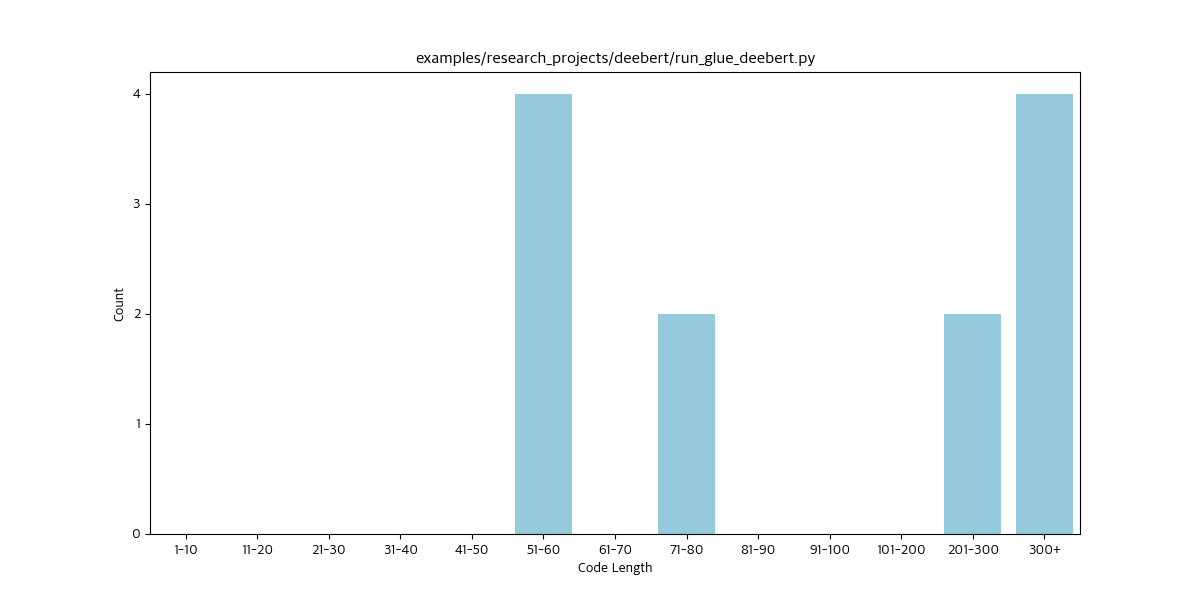 examples/research_projects/deebert/run_glue_deebert.py
4
3
2
1
0
Count
1-10 11-20 21-30 31-40 41-50 51-60 61-70 71-80 81-90 91-100 101-200 201-300 300+
Code Length